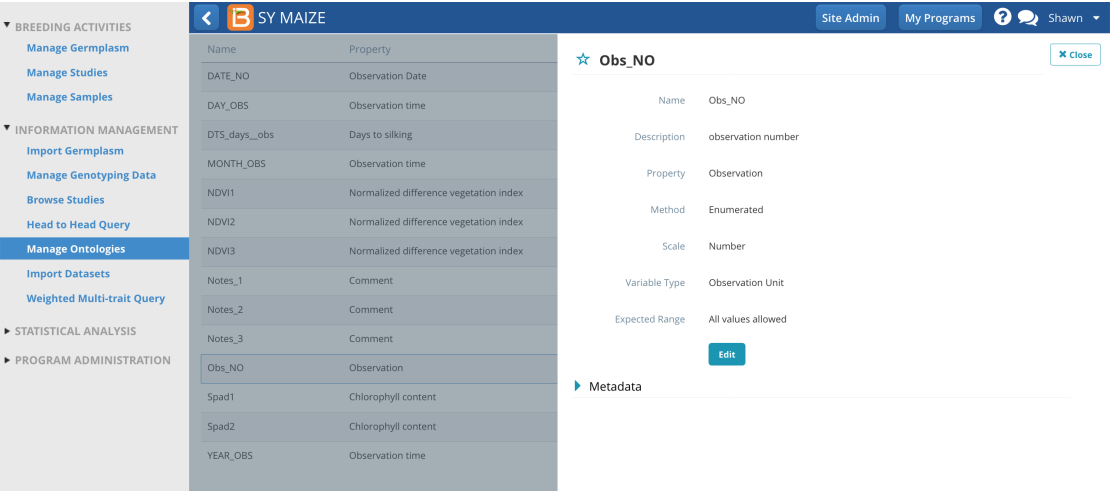 BREEDING ACTIVITIES
Manage Germplasm
Manage Studies
Manage Samples
INFORMATION MANAGEMENT
Import Germplasm
Manage Genotyping Data
Browse Studies
Head to Head Query
Manage Ontologies
Import Datasets
Weighted Multi-trait Query
STATISTICAL ANALYSIS
PROGRAM ADMINISTRATION
B SY MAIZE Site Admin My Programs ? Shawn
Name Property
DATE_NO Observation Date
DAY_OBS Observation time
DTS_days__obs Days to silking
MONTH_OBS Observation time
NDVI1 Normalized difference vegetation index
NDVI2 Normalized difference vegetation index
NDVI3 Normalized difference vegetation index
Notes_1 Comment
Notes_2 Comment
Notes_3 Comment
Obs_NO Observation
Spad1 Chlorophyll content
Spad2 Chlorophyll content
YEAR_OBS Observation time
Obs_NO
Close
Name Obs_NO
Description observation number
Property Observation
Method Enumerated
Scale Number
Variable Type Observation Unit
Expected Range All values allowed
Edit
Metadata